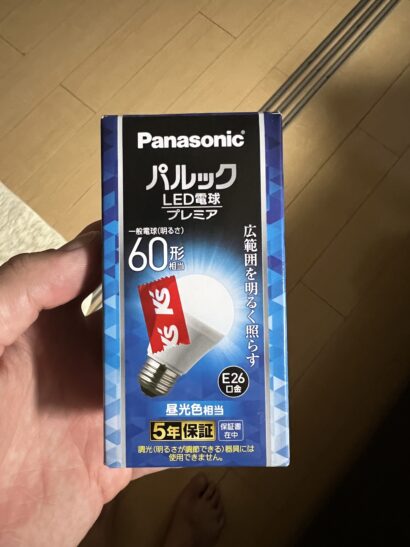 Panasonic
パルック
LED電球
プレミア
一般電球(明るさ)
60形
相当
広範囲を明るく照らす
K's
K's
E26
口金
昼光色相当
5年保証
保証書
在中
調光(明るさが調節できる)器具には
使用できません。